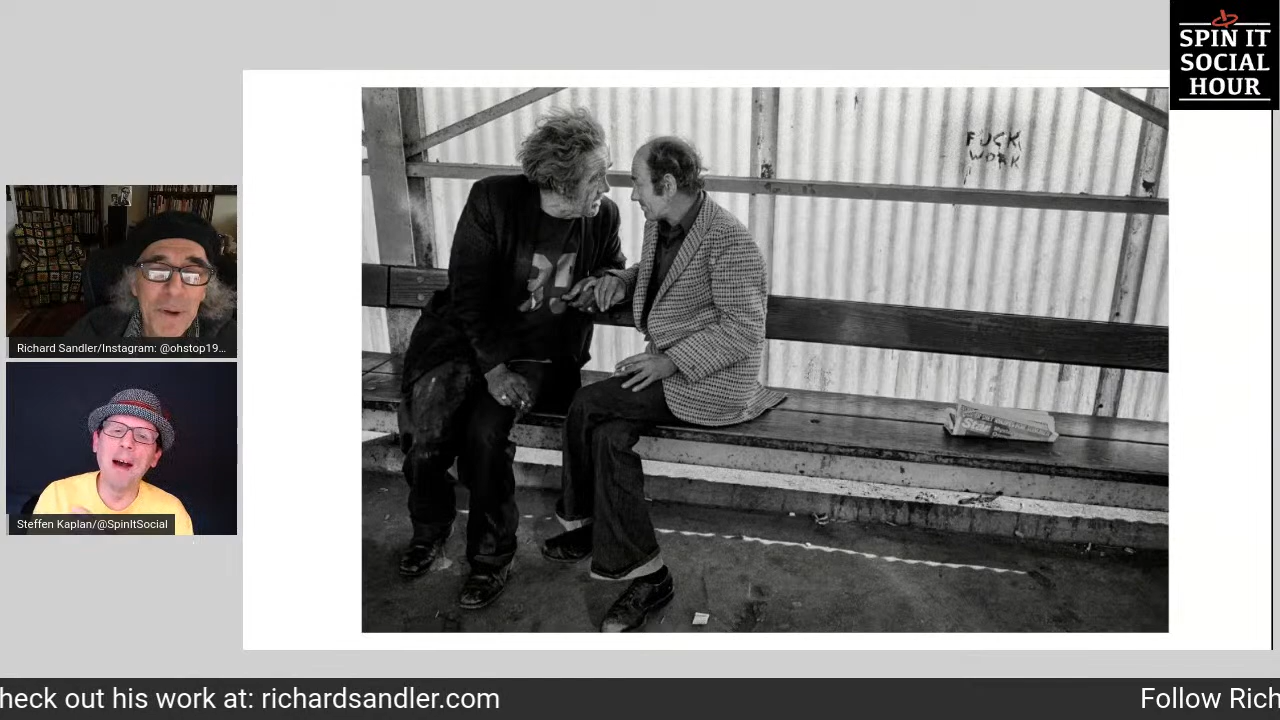 SPIN IT
SOCIAL
HOUR
FUCK
WORK
Star
Richard Sandler/Instagram: @ohstop19…
Steffen Kaplan/@SpinItSocial
heck out his work at: richardsandler.com
Follow Rich